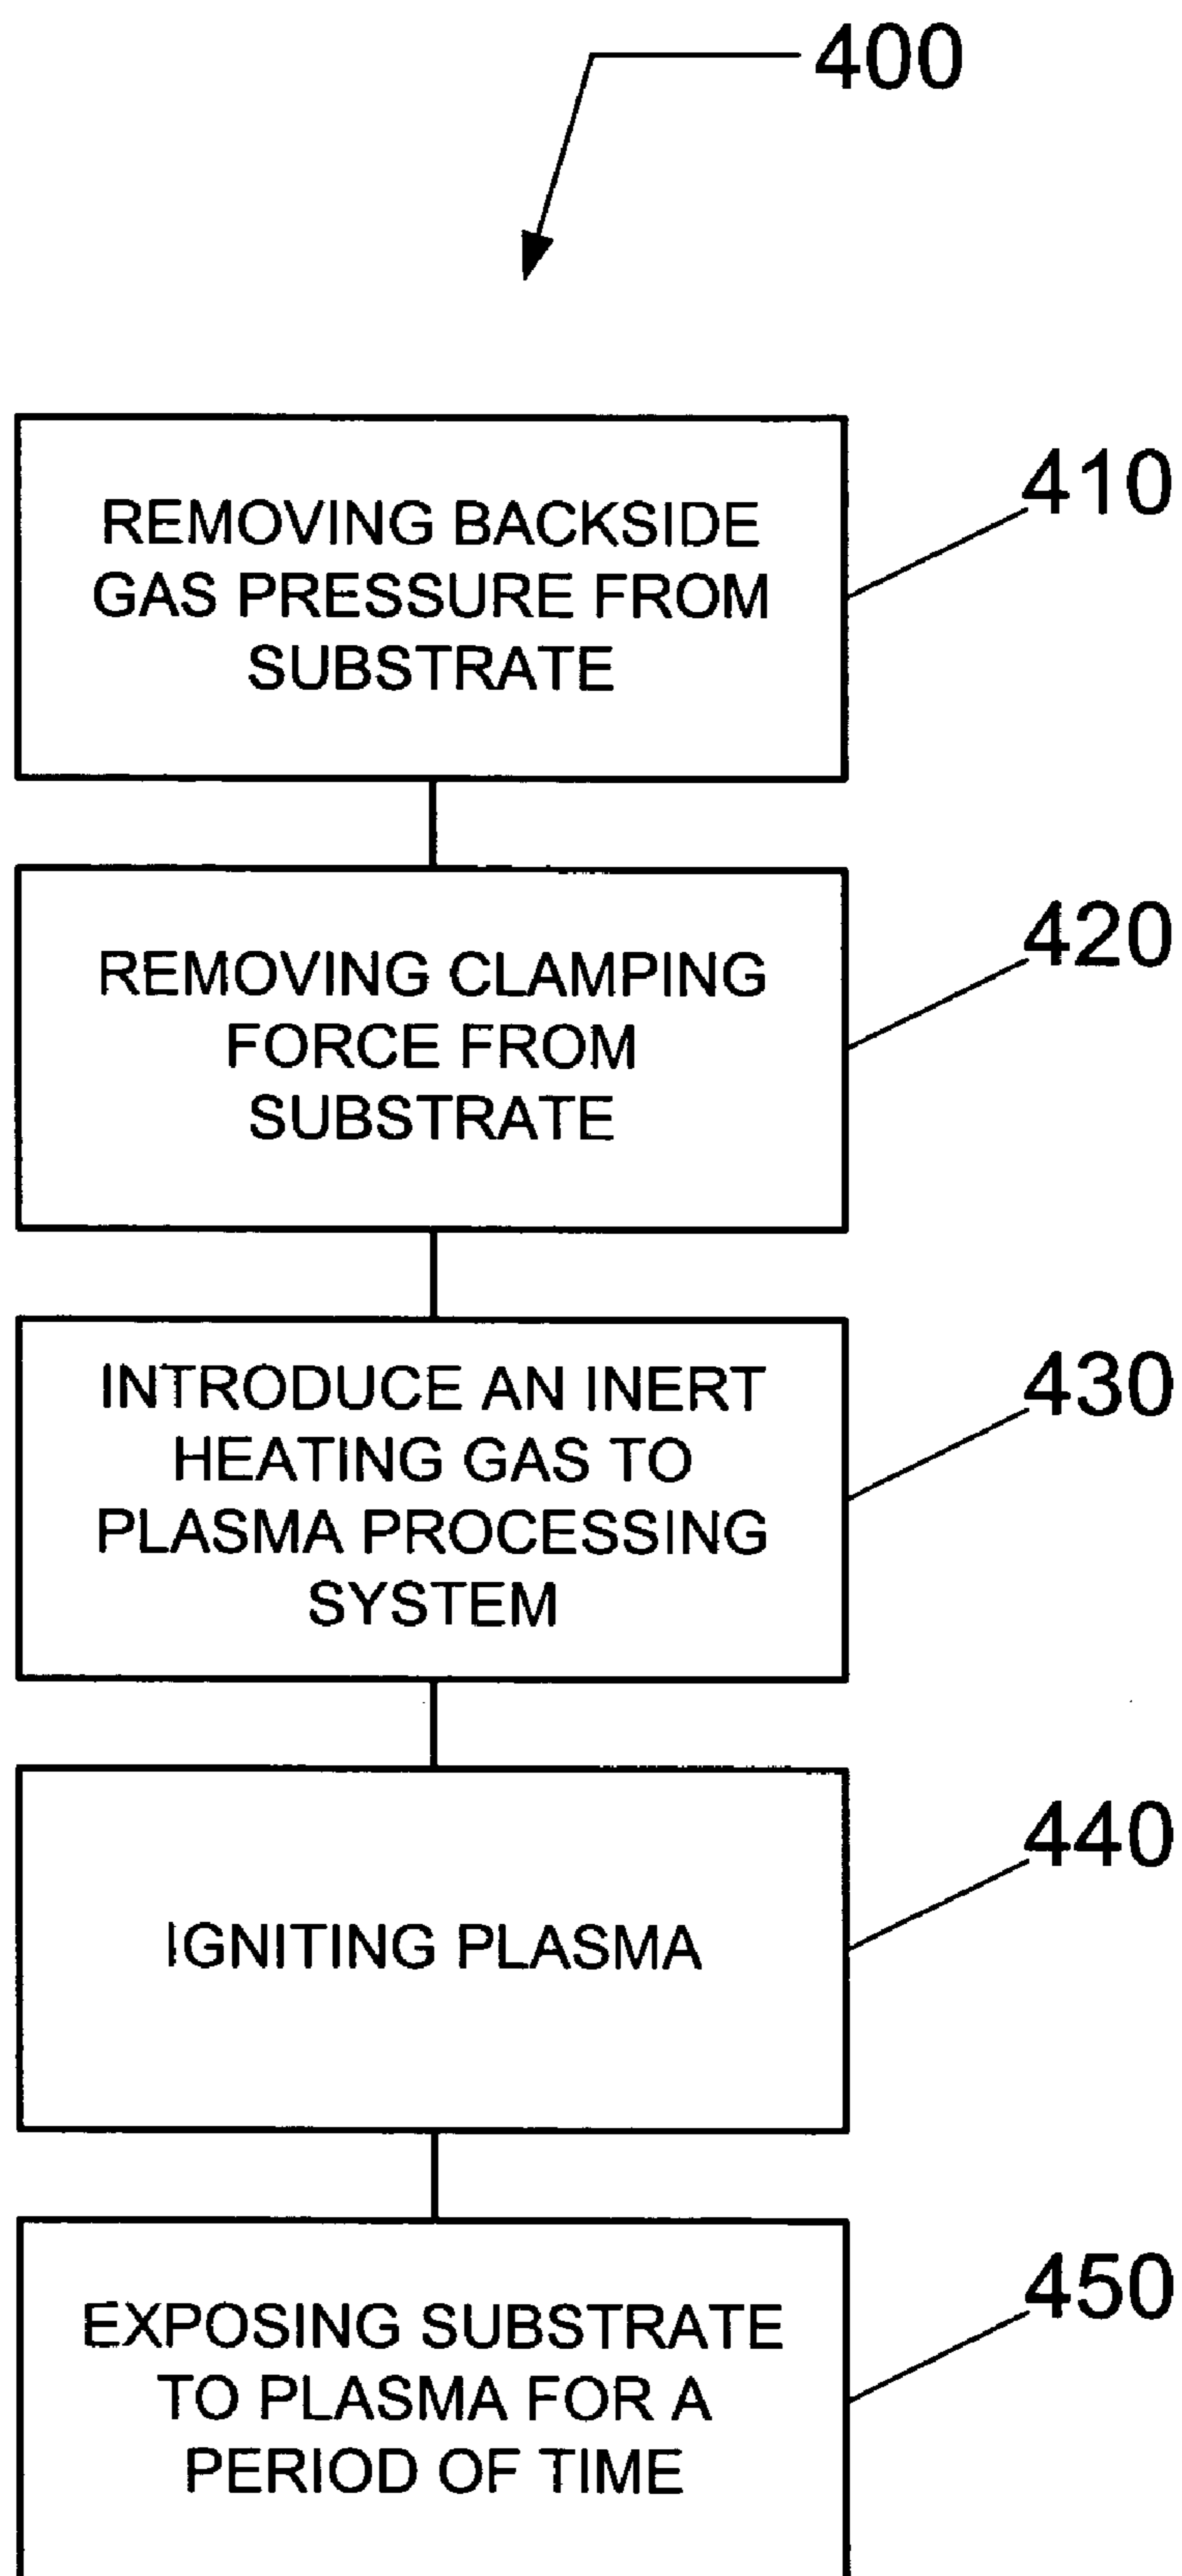 400
REMOVING BACKSIDE
GAS PRESSURE FROM
SUBSTRATE
410
REMOVING CLAMPING
FORCE FROM
SUBSTRATE
420
INTRODUCE AN INERT
HEATING GAS TO
PLASMA PROCESSING
SYSTEM
430
IGNITING PLASMA
440
EXPOSING SUBSTRATE
TO PLASMA FOR A
PERIOD OF TIME
450